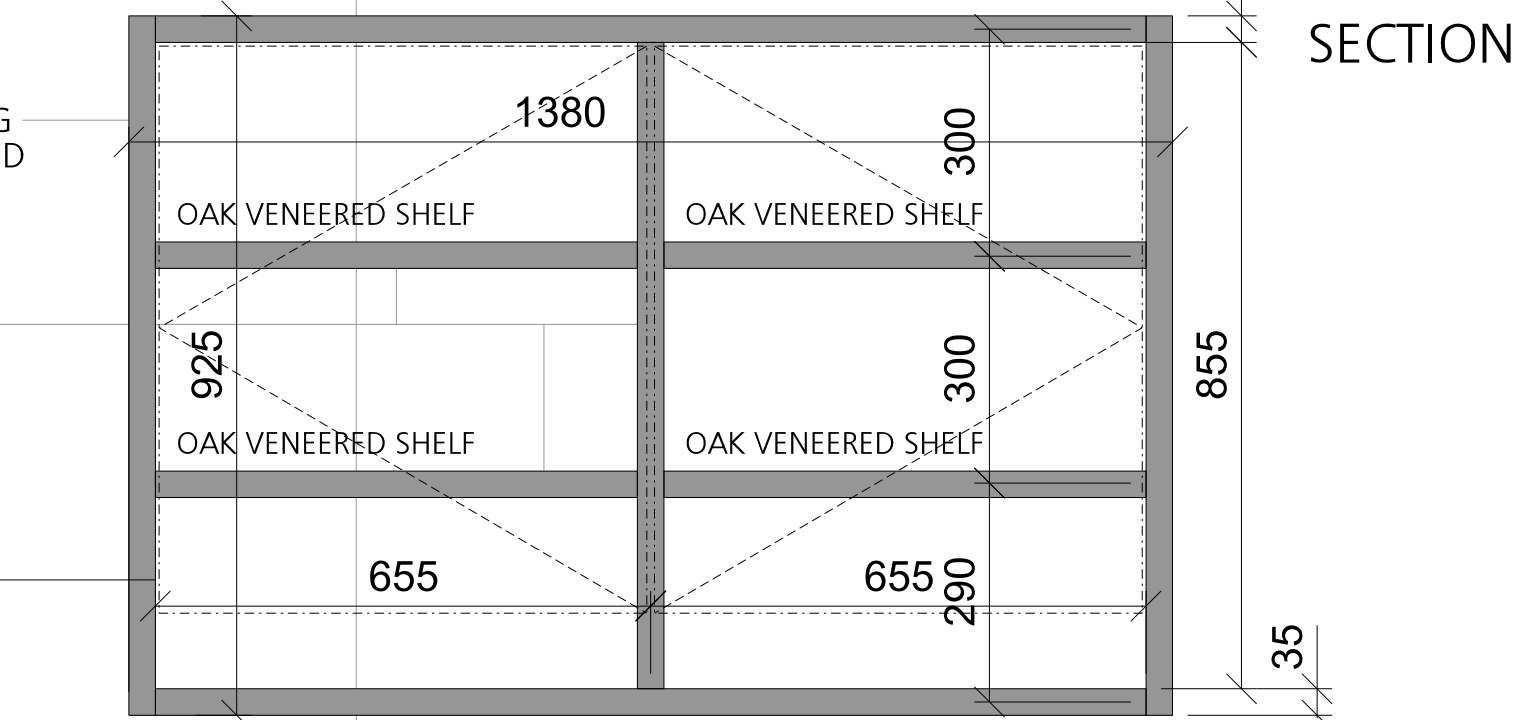 SECTION
G
D
1380
300
OAK VENEERED SHELF
OAK VENEERED SHELF
925
300
855
OAK VENEERED SHELF
OAK VENEERED SHELF
655
655
290
35